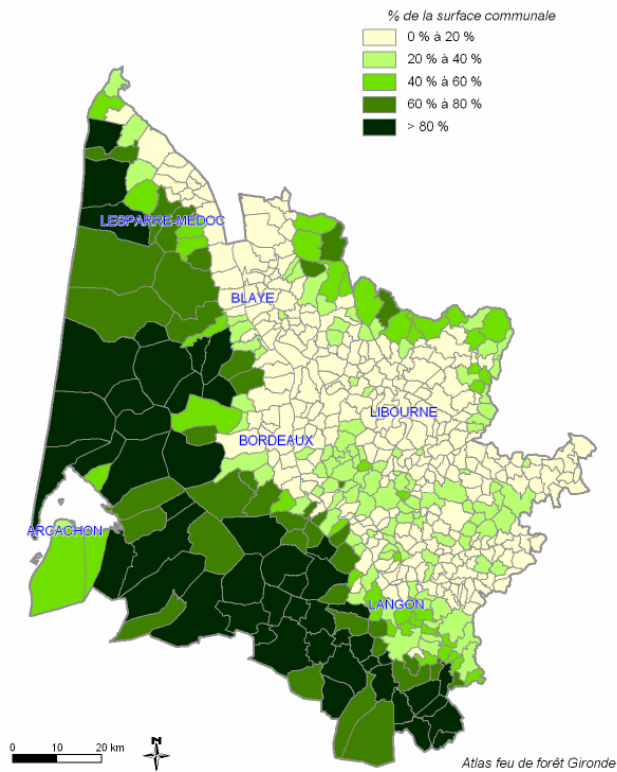 % de la surface communale
0 % à 20 %
20 % à 40 %
40 % à 60 %
60 % à 80 %
> 80 %
LESPARRE-MEDOC
BLAYE
LIBOURNE
BORDEAUX
ARCACHON
LANGON
N
0 10 20 km
Atlas feu de forêt Gironde